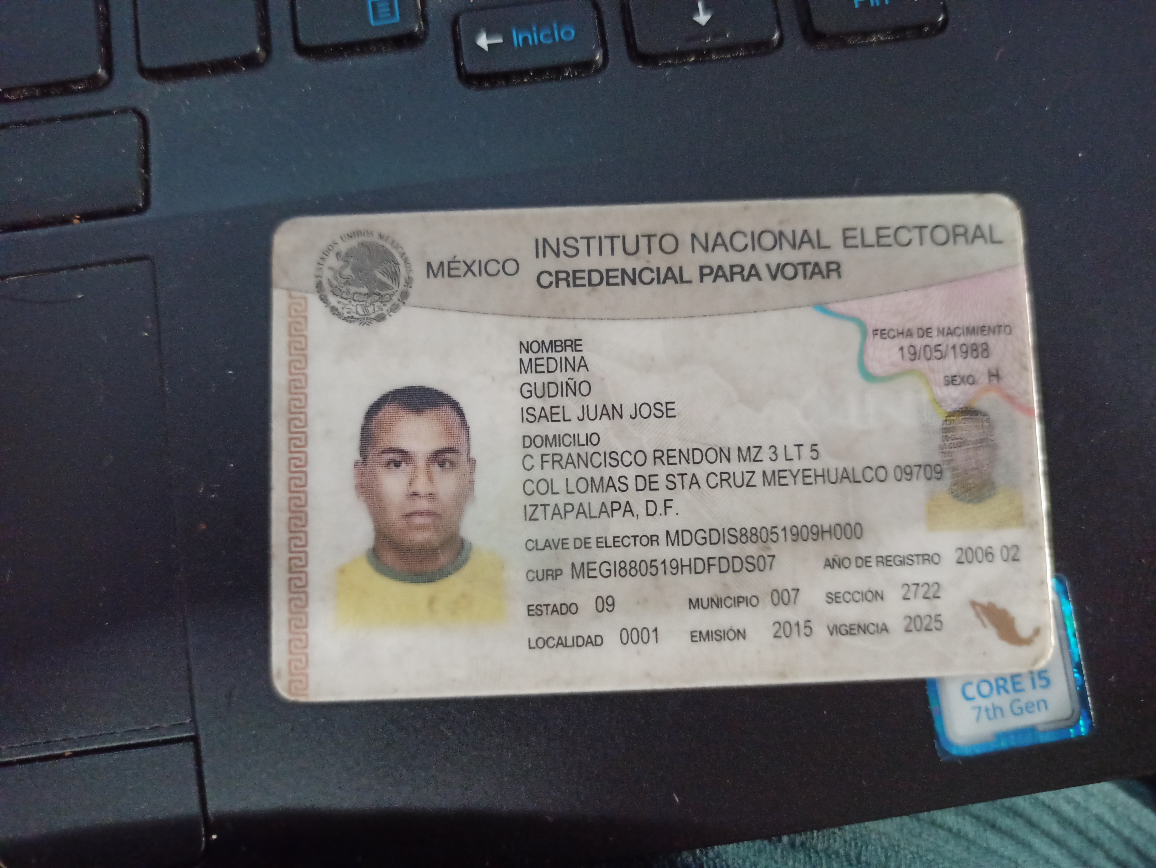 Inicio
Fin
ESTADOS UNIDOS MEXICANOS
MÉXICO
INSTITUTO NACIONAL ELECTORAL
CREDENCIAL PARA VOTAR
FECHA DE NACIMIENTO
19/05/1988
SEXO H
NOMBRE
MEDINA
GUDIÑO
ISAEL JUAN JOSE
DOMICILIO
C FRANCISCO RENDON MZ 3 LT 5
COL LOMAS DE STA CRUZ MEYEHUALCO 09709
IZTAPALAPA, D.F.
CLAVE DE ELECTOR MDGDIS88051909H000
CURP MEGI880519HDFDDS07 AÑO DE REGISTRO 2006 02
ESTADO 09 MUNICIPIO 007 SECCIÓN 2722
LOCALIDAD 0001 EMISIÓN 2015 VIGENCIA 2025
CORE i5
7th Gen